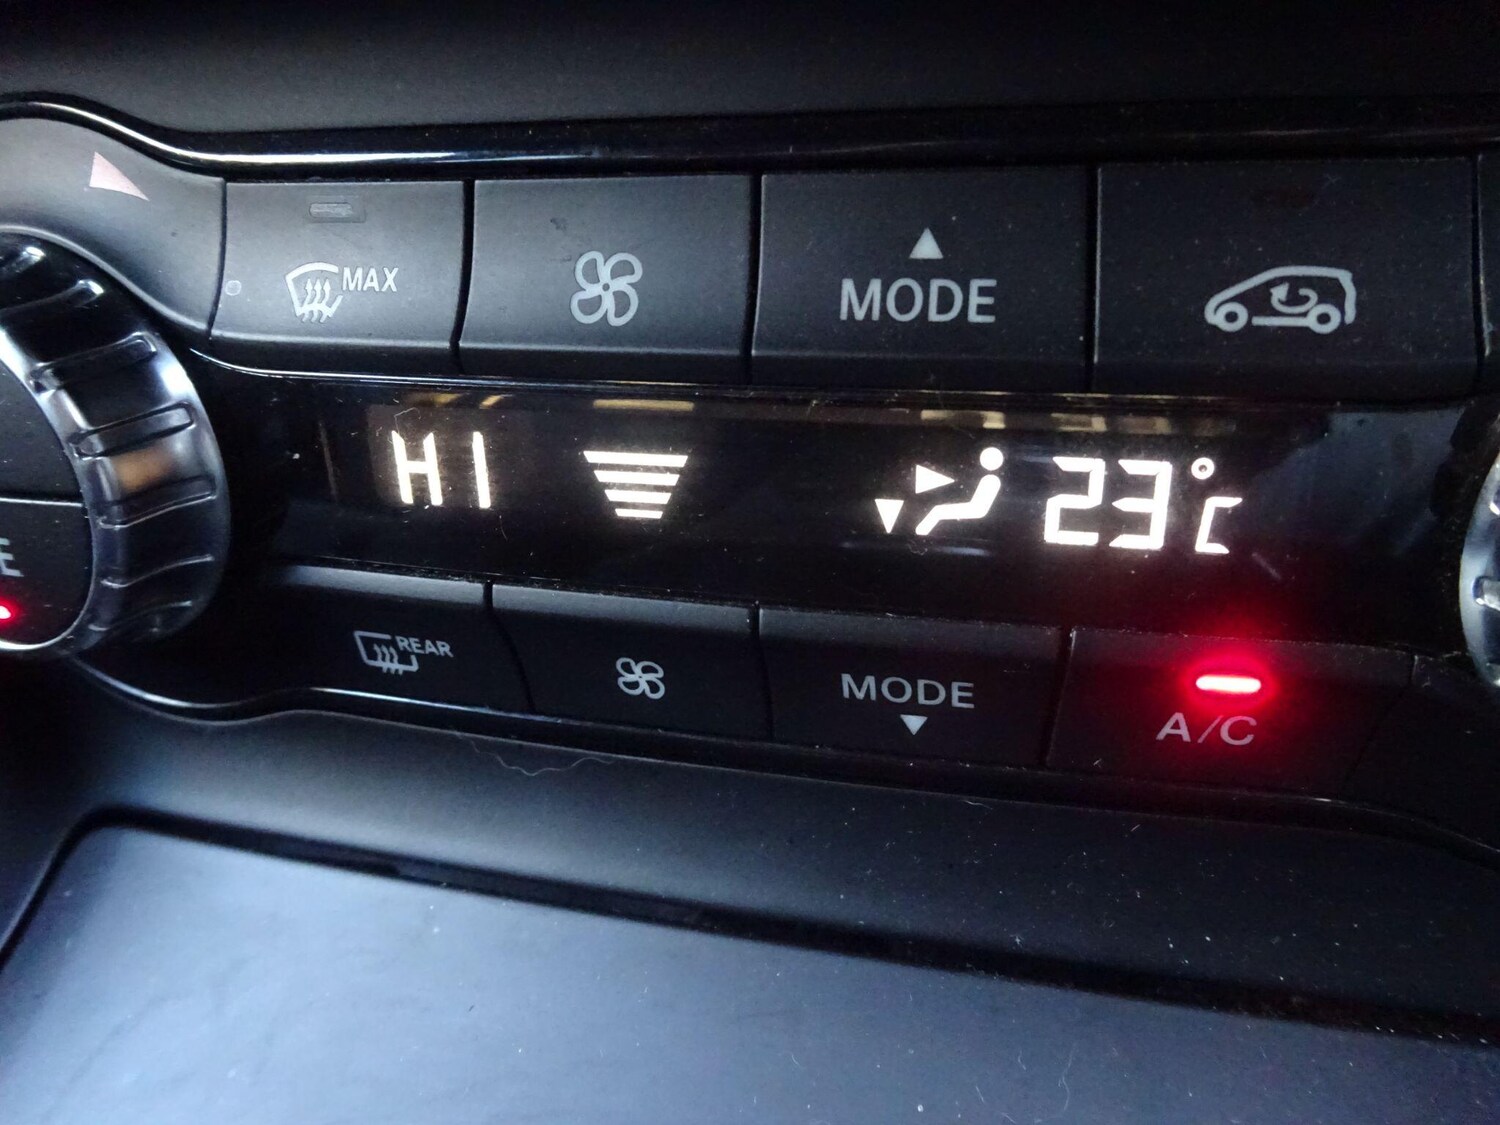 MAX
MODE
HI 23°C
REAR
MODE
A/C